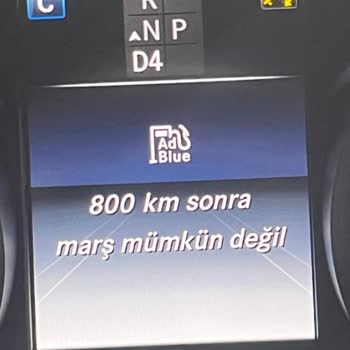 C
R
▲N P
D4
Ad
Blue
800 km sonra
marş mümkün değil